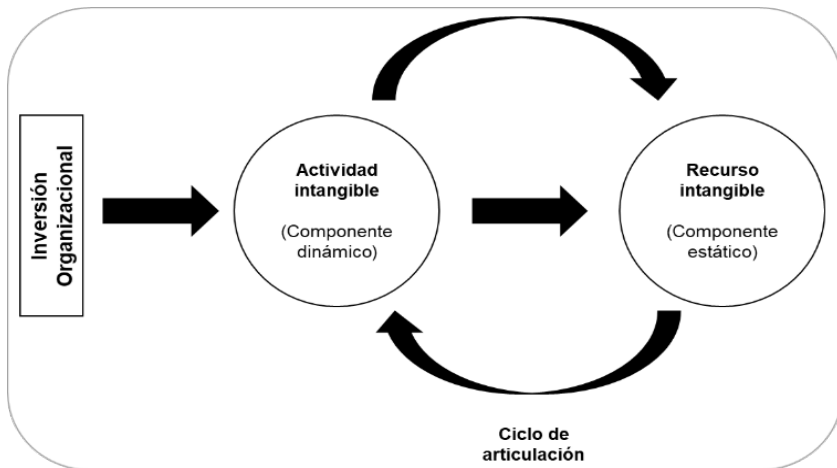 Inversión
Organizacional
Actividad
intangible
(Componente
dinámico)
Recurso
intangible
(Componente
estático)
Ciclo de
articulación